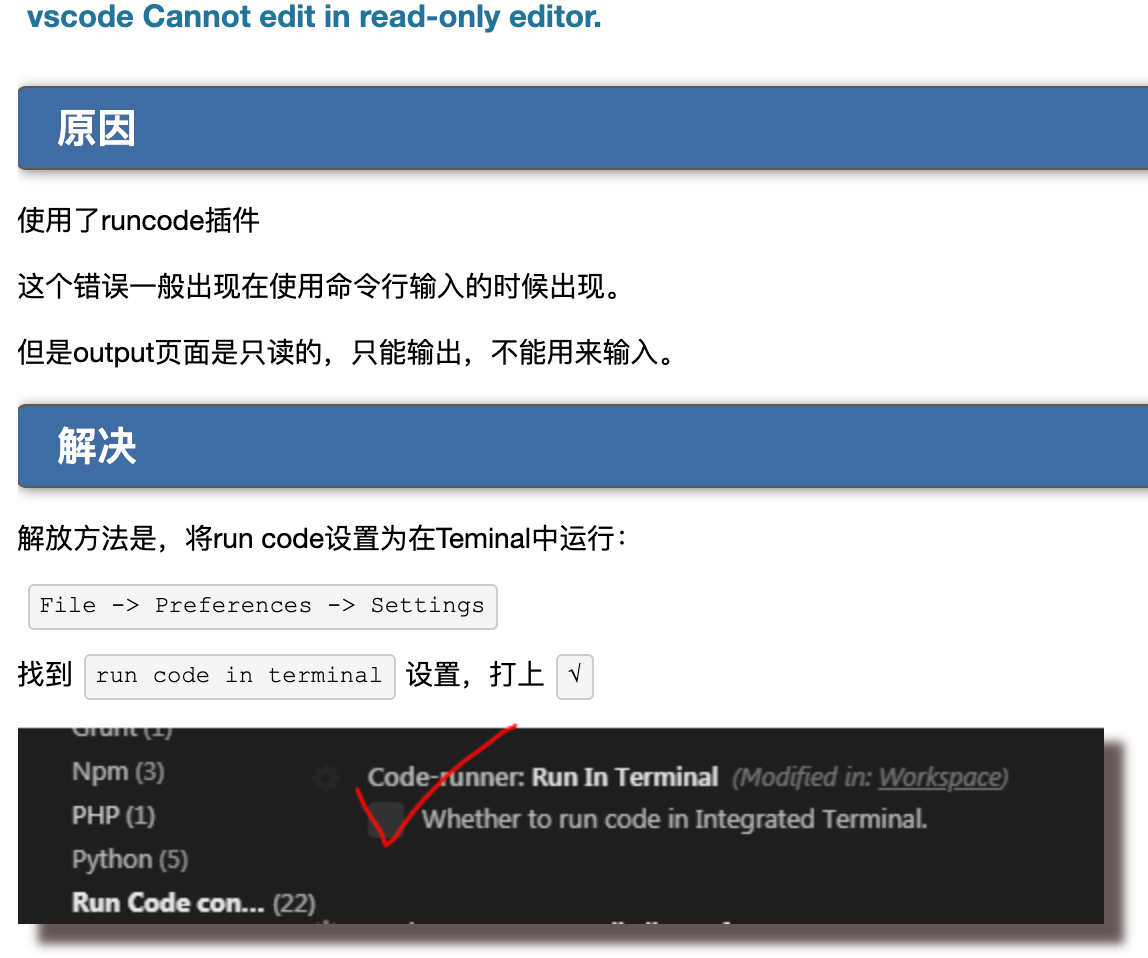 vscode Cannot edit in read-only editor.
原因
使用了runcode插件
这个错误一般出现在使用命令行输入的时候出现。
但是output页面是只读的，只能输出，不能用来输入。
解决
解放方法是，将run code设置为在Teminal中运行：
File -> Preferences -> Settings
找到 run code in terminal 设置，打上 √
Grunt (1)
Npm (3)
Code-runner: Run In Terminal (Modified in: Workspace)
PHP (1)
Whether to run code in Integrated Terminal.
Python (5)
Run Code con... (22)